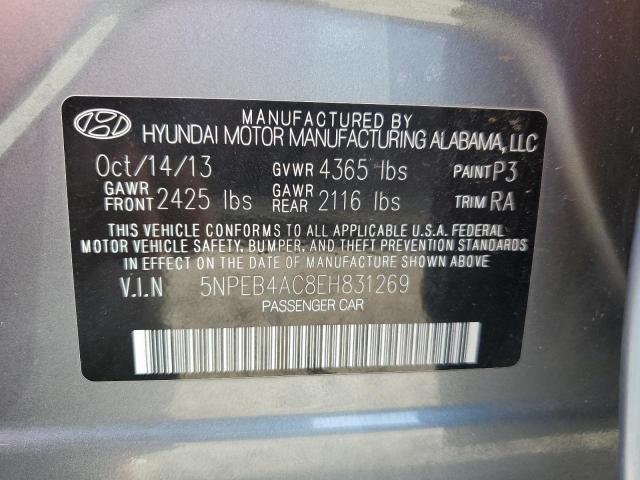 MANUFACTURED BY
HYUNDAI MOTOR MANUFACTURING ALABAMA, LLC
Oct/14/13 GVWR 4365 lbs PAINT P3
GAWR FRONT 2425 lbs GAWR REAR 2116 lbs TRIM RA
THIS VEHICLE CONFORMS TO ALL APPLICABLE U.S.A. FEDERAL
MOTOR VEHICLE SAFETY, BUMPER, AND THEFT PREVENTION STANDARDS
IN EFFECT ON THE DATE OF MANUFACTURE SHOWN ABOVE.
V.I.N 5NPEB4AC8EH831269
PASSENGER CAR